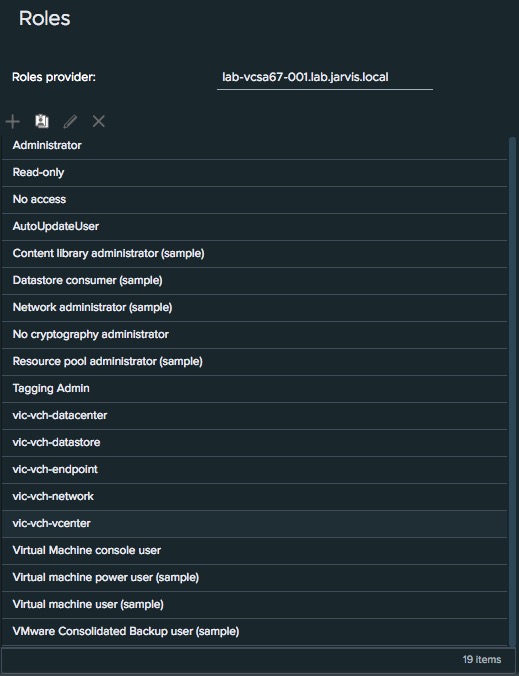 Roles
Roles provider: lab-vcsa67-001.lab.jarvis.local
Administrator
Read-only
No access
AutoUpdateUser
Content library administrator (sample)
Datastore consumer (sample)
Network administrator (sample)
No cryptography administrator
Resource pool administrator (sample)
Tagging Admin
vic-vch-datacenter
vic-vch-datastore
vic-vch-endpoint
vic-vch-network
vic-vch-vcenter
Virtual Machine console user
Virtual machine power user (sample)
Virtual machine user (sample)
VMware Consolidated Backup user (sample)
19 items